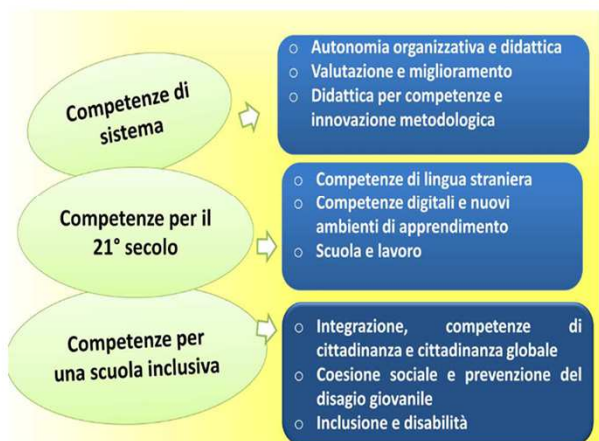 Competenze di
sistema
○ Autonomia organizzativa e didattica
○ Valutazione e miglioramento
○ Didattica per competenze e
innovazione metodologica
Competenze per il
21° secolo
○ Competenze di lingua straniera
○ Competenze digitali e nuovi
ambienti di apprendimento
○ Scuola e lavoro
Competenze per
una scuola inclusiva
○ Integrazione, competenze di
cittadinanza e cittadinanza globale
○ Coesione sociale e prevenzione del
disagio giovanile
○ Inclusione e disabilità